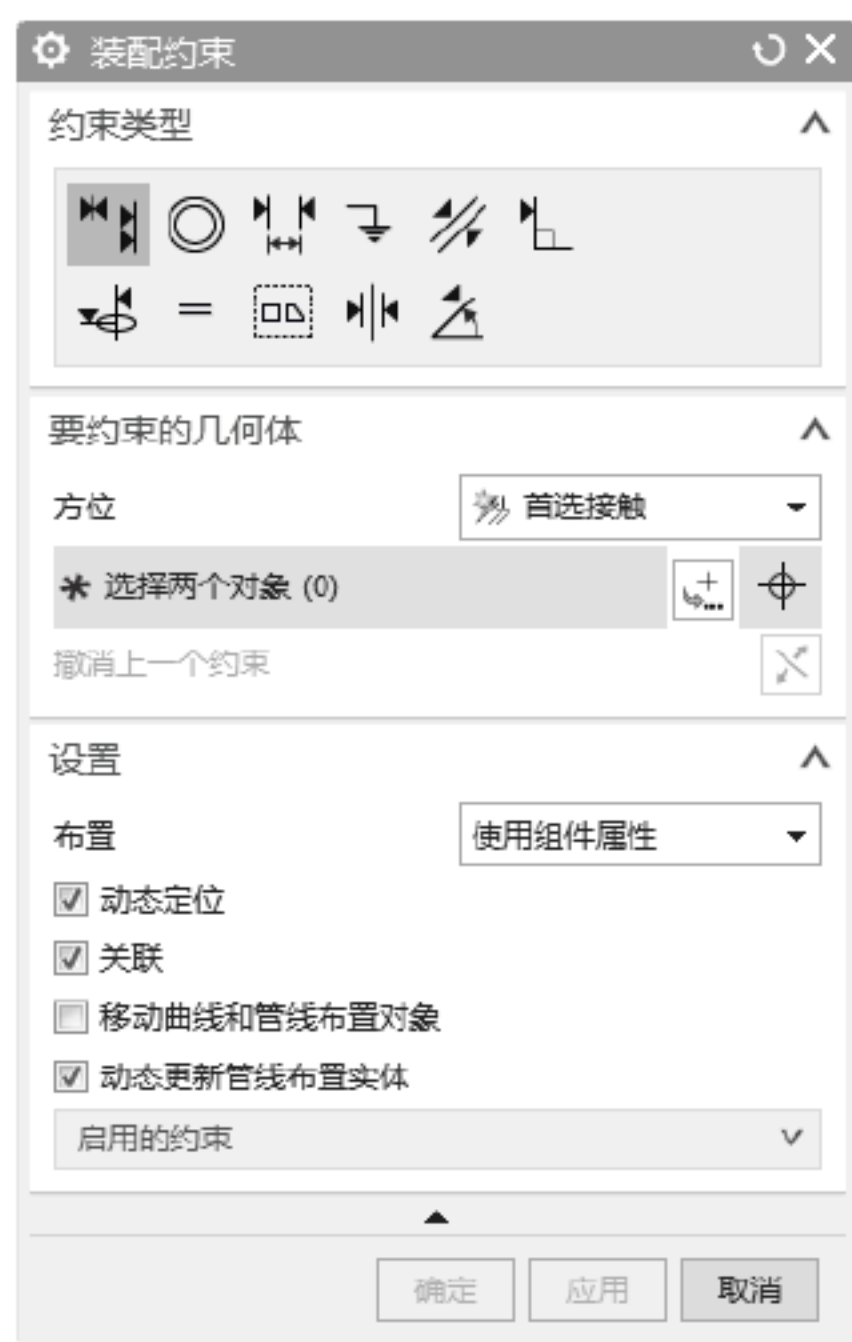 装配约束
约束类型
要约束的几何体
方位 首选接触
选择两个对象 (0)
撤消上一个约束
设置
布置 使用组件属性
动态定位
关联
移动曲线和管线布置对象
动态更新管线布置实体
启用的约束
确定 应用 取消